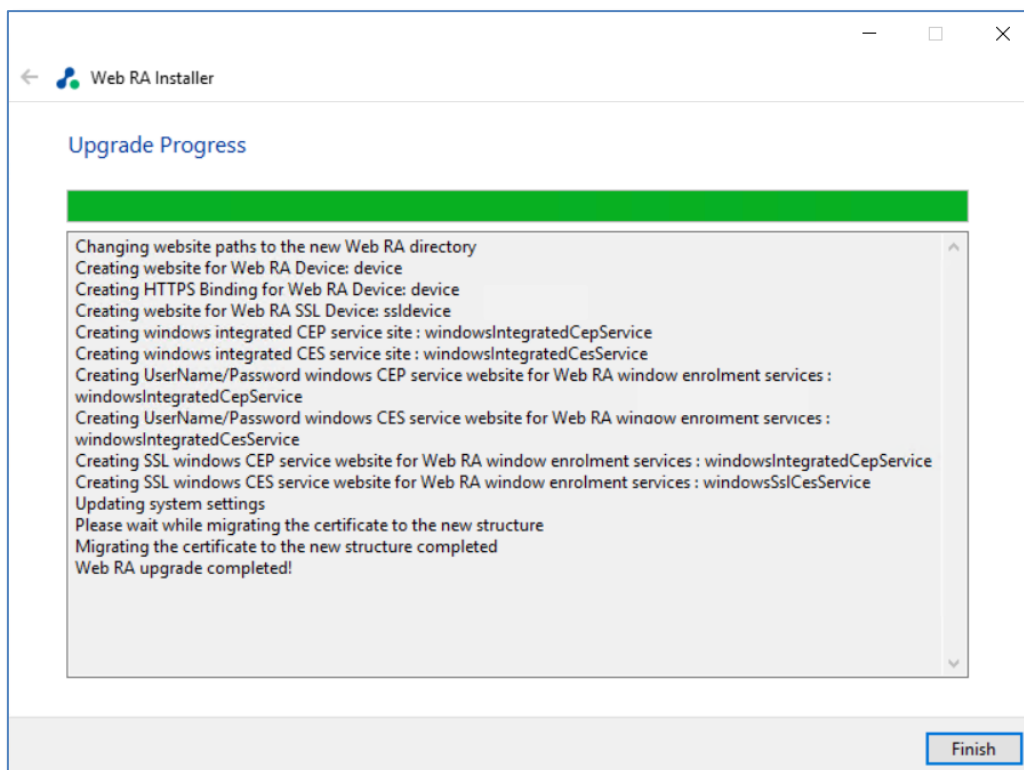 Web RA Installer
Upgrade Progress
Changing website paths to the new Web RA directory
Creating website for Web RA Device: device
Creating HTTPS Binding for Web RA Device: device
Creating website for Web RA SSL Device: ssldevice
Creating windows integrated CEP service site : windowsIntegratedCepService
Creating windows integrated CES service site : windowsIntegratedCesService
Creating UserName/Password windows CEP service website for Web RA window enrolment services :
windowsIntegratedCepService
Creating UserName/Password windows CES service website for Web RA window enrolment services :
windowsIntegratedCesService
Creating SSL windows CEP service website for Web RA window enrolment services : windowsIntegratedCepService
Creating SSL windows CES service website for Web RA window enrolment services : windowsSslCesService
Updating system settings
Please wait while migrating the certificate to the new structure
Migrating the certificate to the new structure completed
Web RA upgrade completed!
Finish